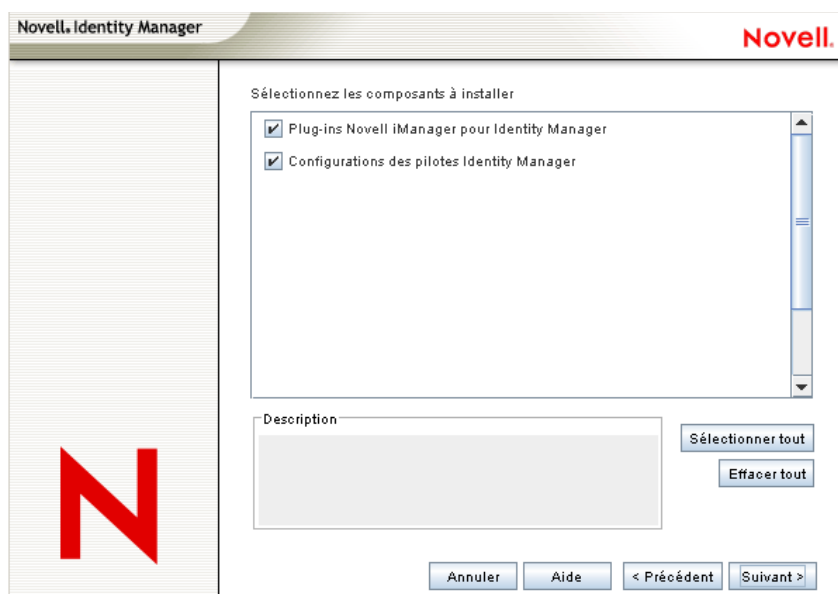 Novell. Identity Manager
Novell.
Sélectionnez les composants à installer
Plug-ins Novell iManager pour Identity Manager
Configurations des pilotes Identity Manager
Description
Sélectionner tout
Effacer tout
N
Annuler
Aide
< Précédent
Suivant >